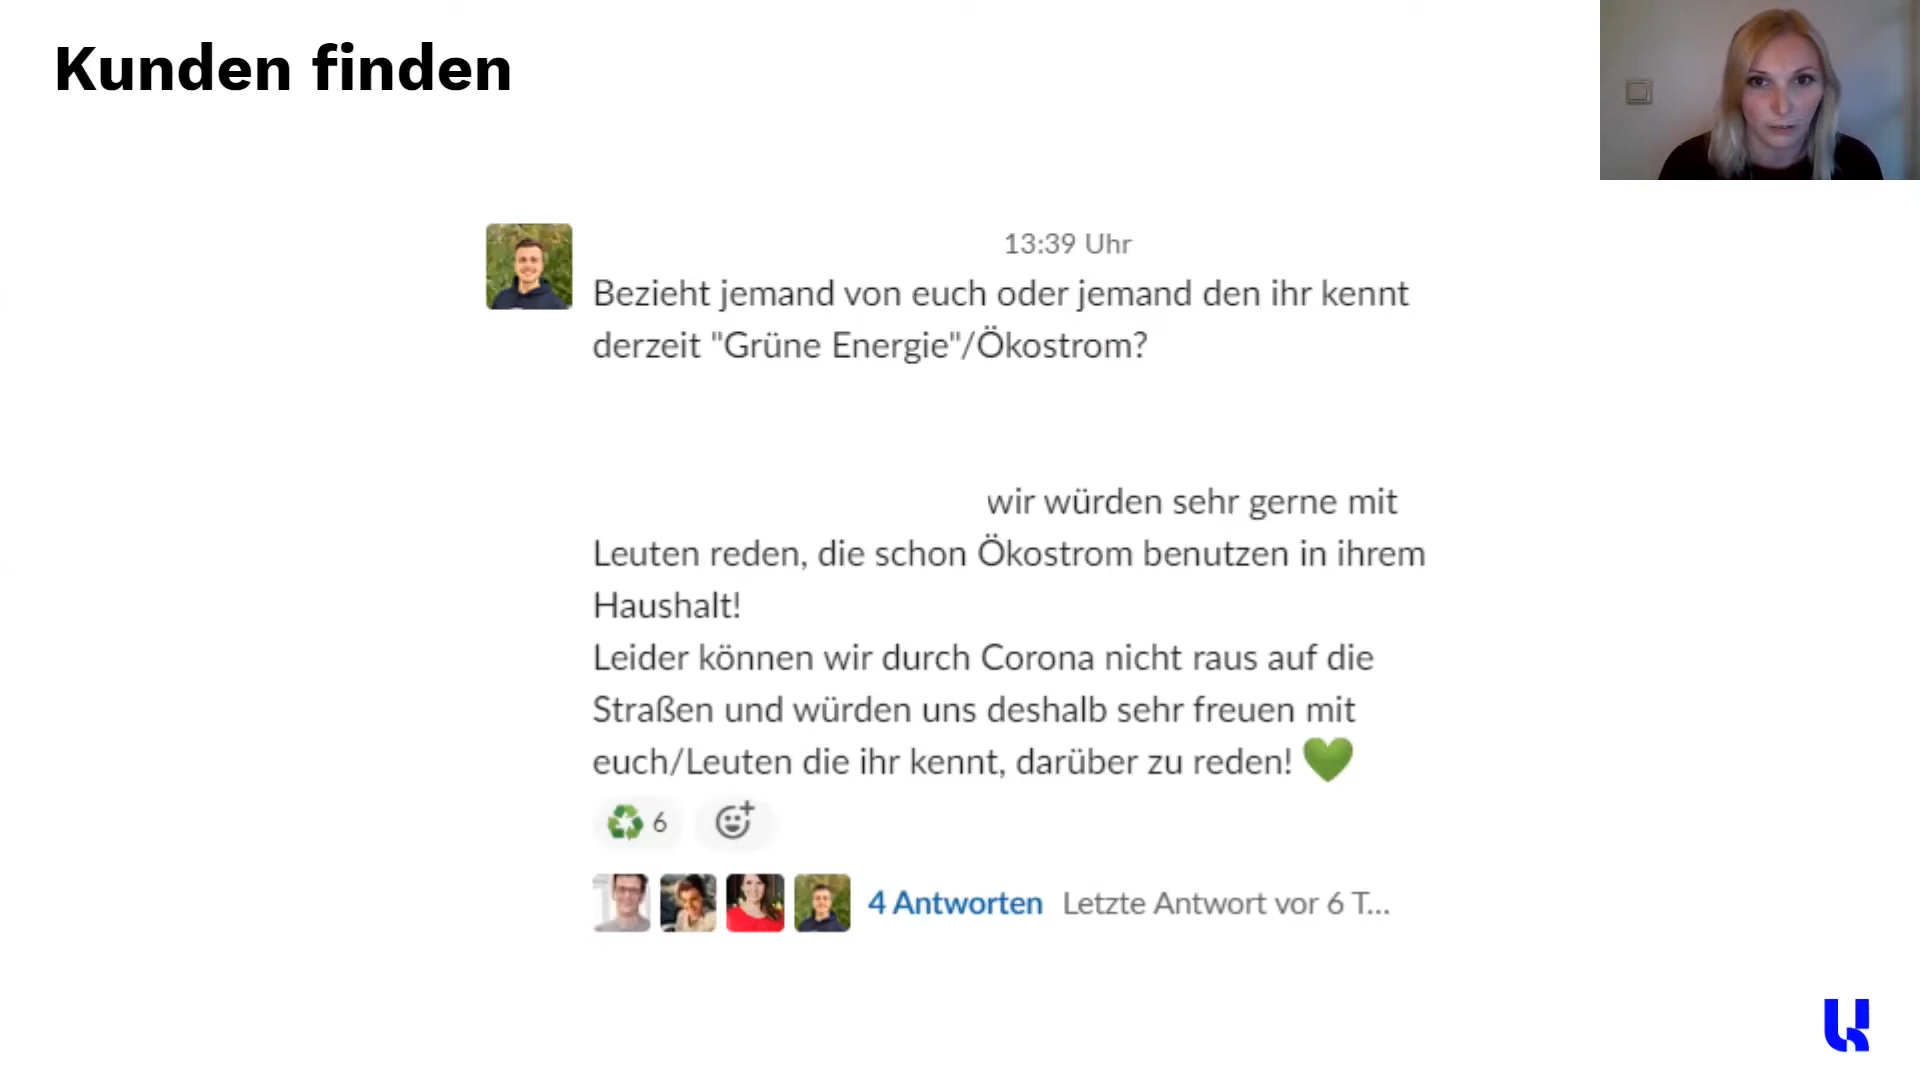 Kunden finden
13:39 Uhr
Bezieht jemand von euch oder jemand den ihr kennt
derzeit "Grüne Energie"/Ökostrom?
wir würden sehr gerne mit
Leuten reden, die schon Ökostrom benutzen in ihrem
Haushalt!
Leider können wir durch Corona nicht raus auf die
Straßen und würden uns deshalb sehr freuen mit
euch/Leuten die ihr kennt, darüber zu reden! 💚
6
4 Antworten Letzte Antwort vor 6 T...